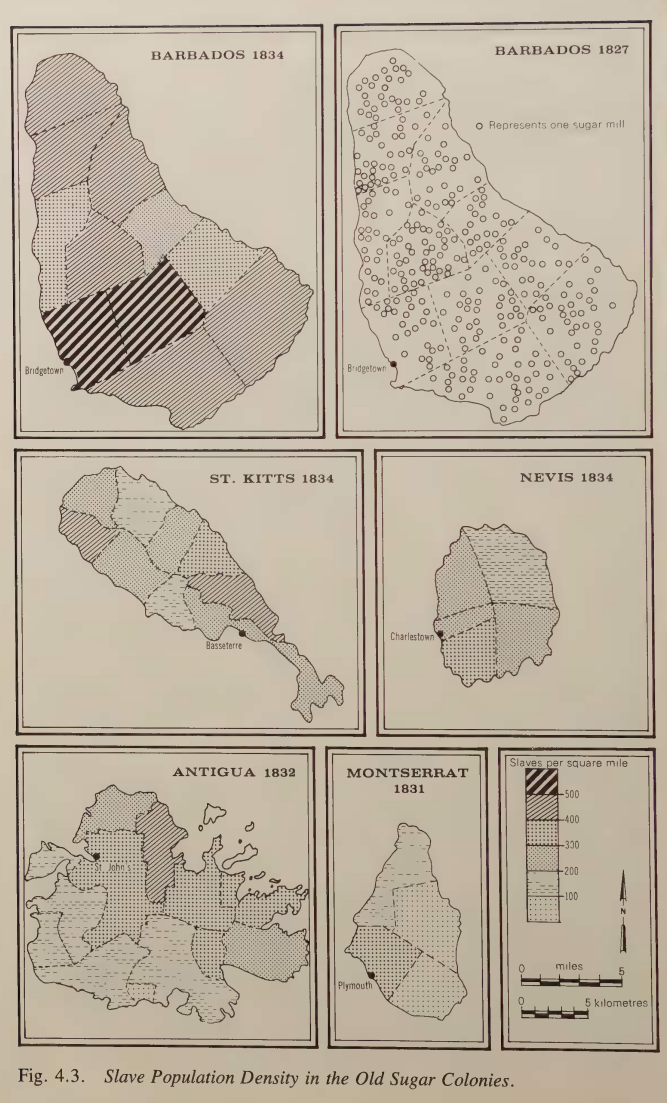 BARBADOS 1834
Bridgetown
BARBADOS 1827
o Represents one sugar mill
Bridgetown
ST. KITTS 1834
Basseterre
NEVIS 1834
Charlestown
ANTIGUA 1832
St. John's
MONTSERRAT
1831
Plymouth
Slaves per square mile
500
400
300
200
100
N
0 miles 5
0 5 kilometres
Fig. 4.3. Slave Population Density in the Old Sugar Colonies.